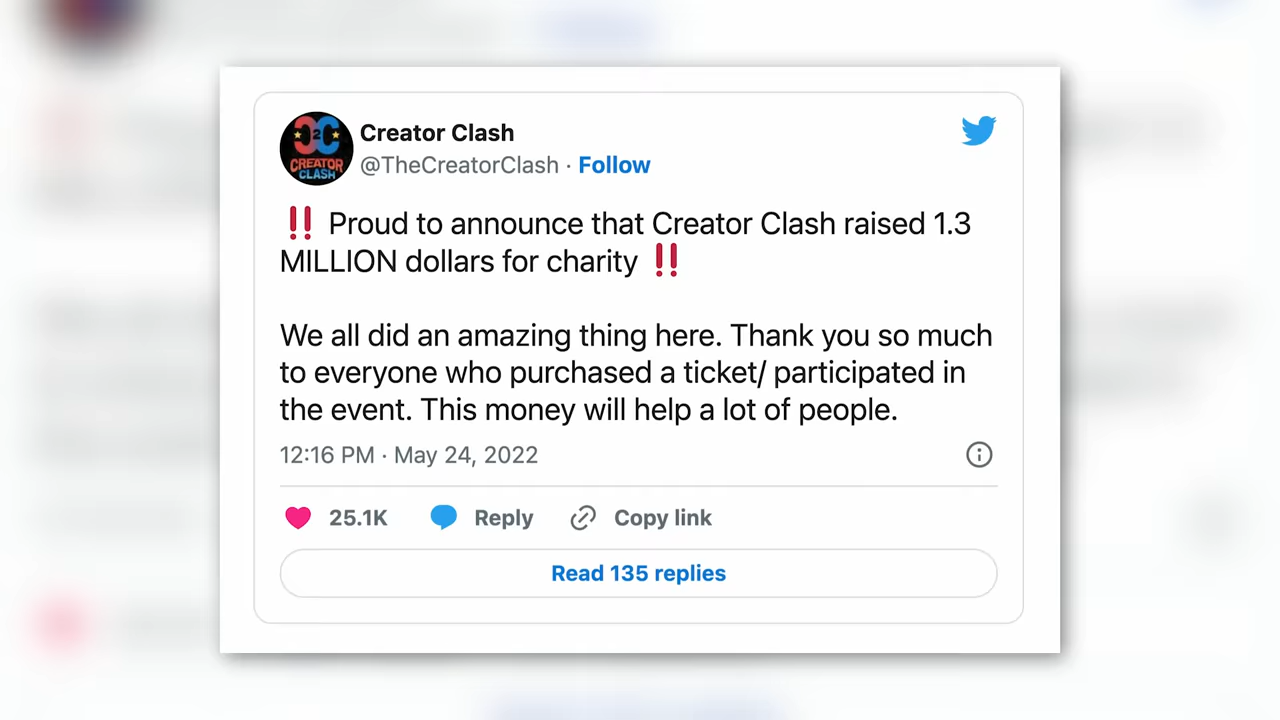 C2C
CREATOR
CLASH
Creator Clash
@TheCreatorClash · Follow
‼️ Proud to announce that Creator Clash raised 1.3
MILLION dollars for charity ‼️
We all did an amazing thing here. Thank you so much
to everyone who purchased a ticket/ participated in
the event. This money will help a lot of people.
12:16 PM · May 24, 2022
25.1K Reply Copy link
Read 135 replies